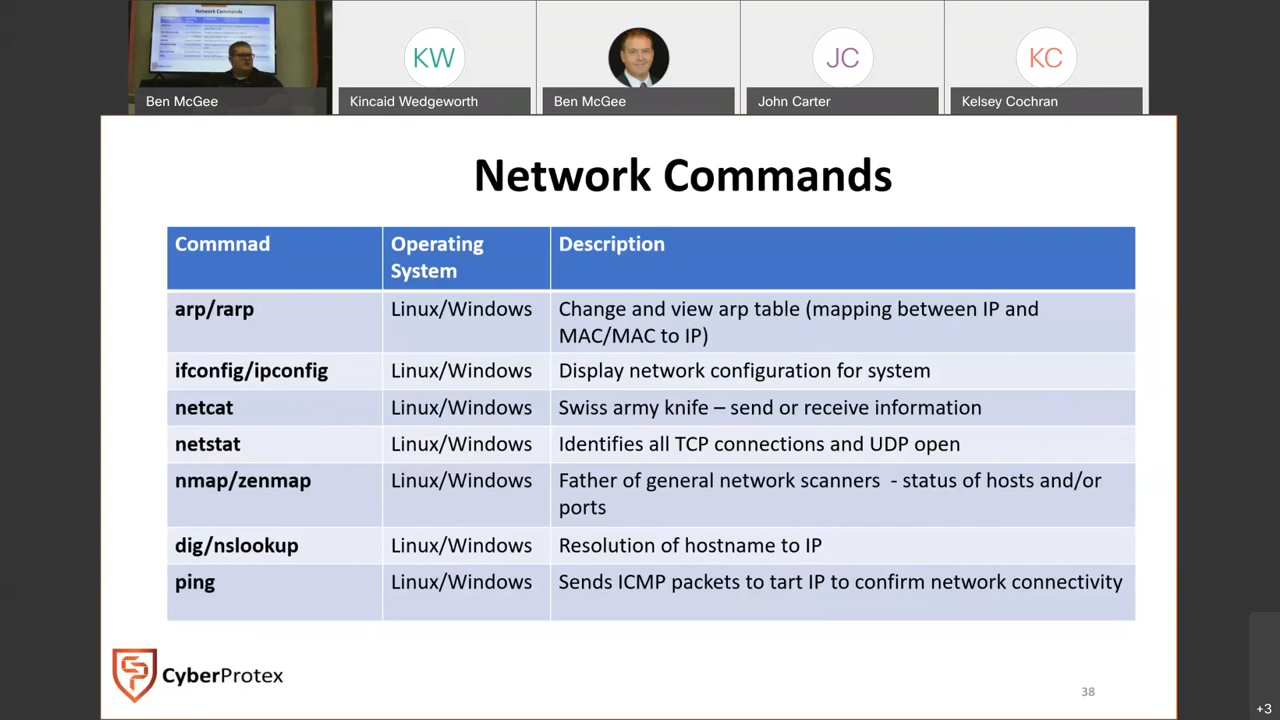 Network Commands
Ben McGee
KW
Kincaid Wedgeworth
Ben McGee
JC
John Carter
KC
Kelsey Cochran
Network Commands
Commnad
Operating
System
Description
arp/rarp
Linux/Windows
Change and view arp table (mapping between IP and
MAC/MAC to IP)
ifconfig/ipconfig
Linux/Windows
Display network configuration for system
netcat
Linux/Windows
Swiss army knife – send or receive information
netstat
Linux/Windows
Identifies all TCP connections and UDP open
nmap/zenmap
Linux/Windows
Father of general network scanners - status of hosts and/or
ports
dig/nslookup
Linux/Windows
Resolution of hostname to IP
ping
Linux/Windows
Sends ICMP packets to tart IP to confirm network connectivity
CyberProtex
38
+3